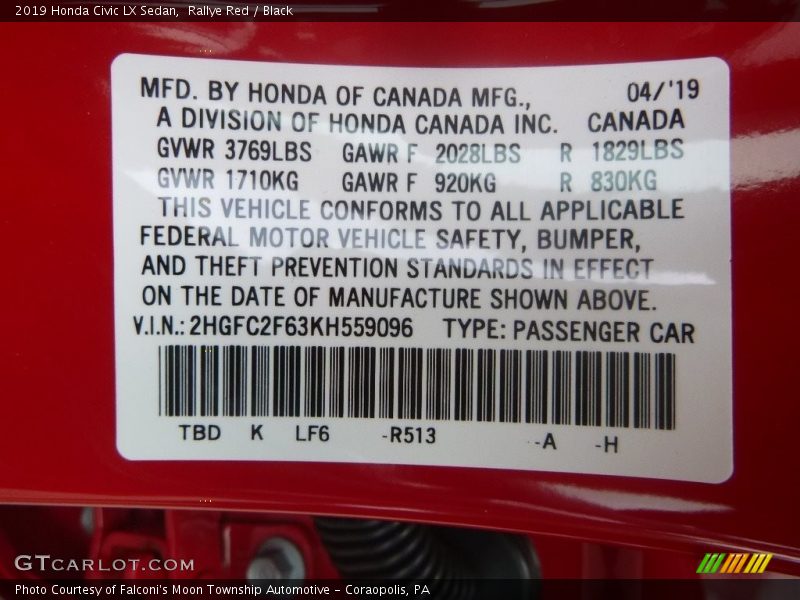 2019 Honda Civic LX Sedan,  Rallye Red / Black
MFD. BY HONDA OF CANADA MFG., 04/'19
A DIVISION OF HONDA CANADA INC. CANADA
GVWR 3769LBS GAWR F 2028LBS R 1829LBS
GVWR 1710KG GAWR F 920KG R 830KG
THIS VEHICLE CONFORMS TO ALL APPLICABLE
FEDERAL MOTOR VEHICLE SAFETY, BUMPER,
AND THEFT PREVENTION STANDARDS IN EFFECT
ON THE DATE OF MANUFACTURE SHOWN ABOVE.
V.I.N.: 2HGFC2F63KH559096 TYPE: PASSENGER CAR
TBD K LF6 -R513 -A -H
GTCARLOT.COM
Photo Courtesy of Falconi's Moon Township Automotive - Coraopolis, PA